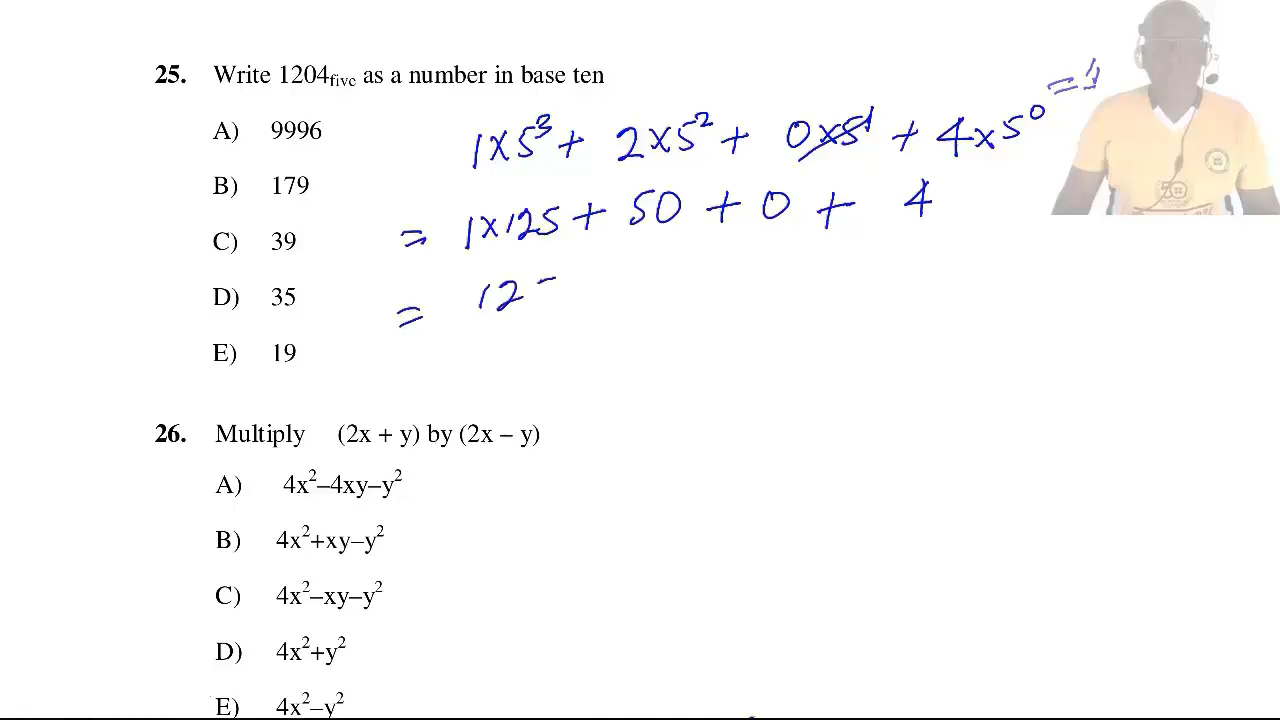 25. Write 1204five as a number in base ten
A) 9996
B) 179
C) 39
D) 35
E) 19
1×5³ + 2×5² + 0×5¹ + 4×5⁰ =1
= 1×125 + 50 + 0 + 4
= 12
26. Multiply (2x + y) by (2x – y)
A) 4x²–4xy–y²
B) 4x²+xy–y²
C) 4x²–xy–y²
D) 4x²+y²
E) 4x²–y²
50